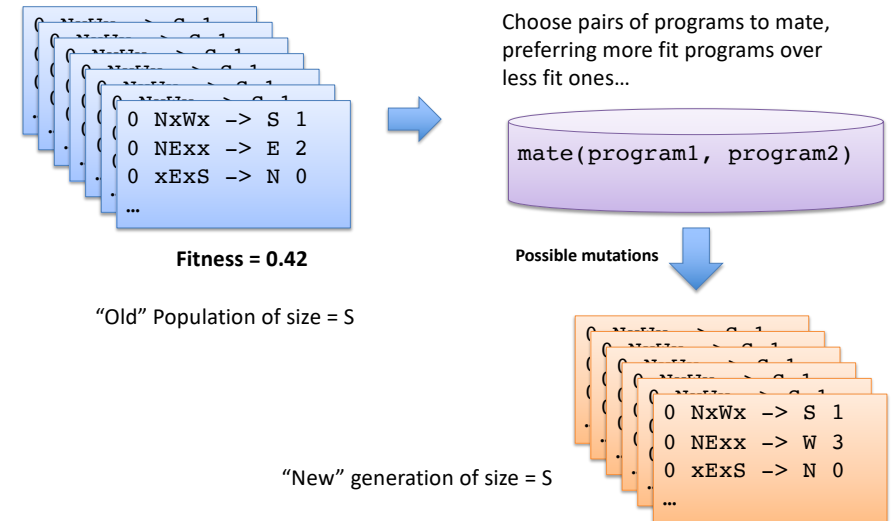 Choose pairs of programs to mate,
preferring more fit programs over
less fit ones…
0 NxWx -> S 1
0 NExx -> E 2
0 xExS -> N 0
…
mate(program1, program2)
Fitness = 0.42
Possible mutations
“Old” Population of size = S
0 NxWx -> S 1
0 NExx -> W 3
0 xExS -> N 0
…
“New” generation of size = S